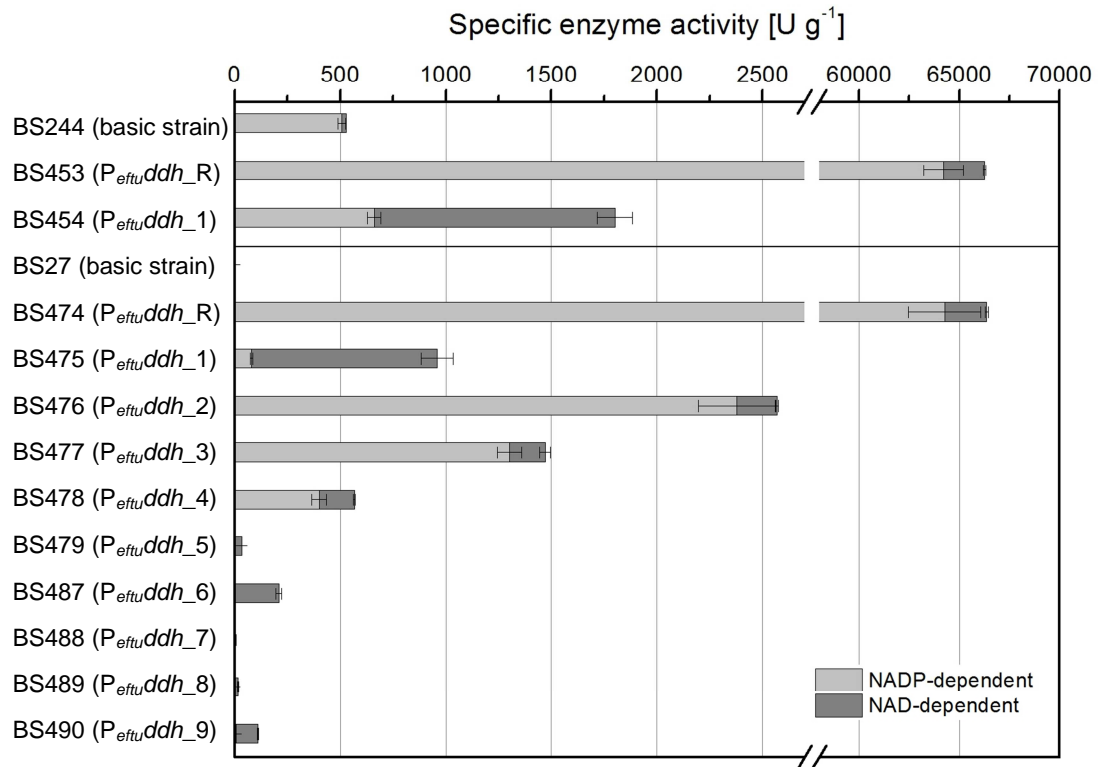 Specific enzyme activity [U g⁻¹]
0 500 1000 1500 2000 2500 60000 65000 70000
BS244 (basic strain)
BS453 (Peftuddh_R)
BS454 (Peftuddh_1)
BS27 (basic strain)
BS474 (Peftuddh_R)
BS475 (Peftuddh_1)
BS476 (Peftuddh_2)
BS477 (Peftuddh_3)
BS478 (Peftuddh_4)
BS479 (Peftuddh_5)
BS487 (Peftuddh_6)
BS488 (Peftuddh_7)
BS489 (Peftuddh_8)
BS490 (Peftuddh_9)
NADP-dependent
NAD-dependent